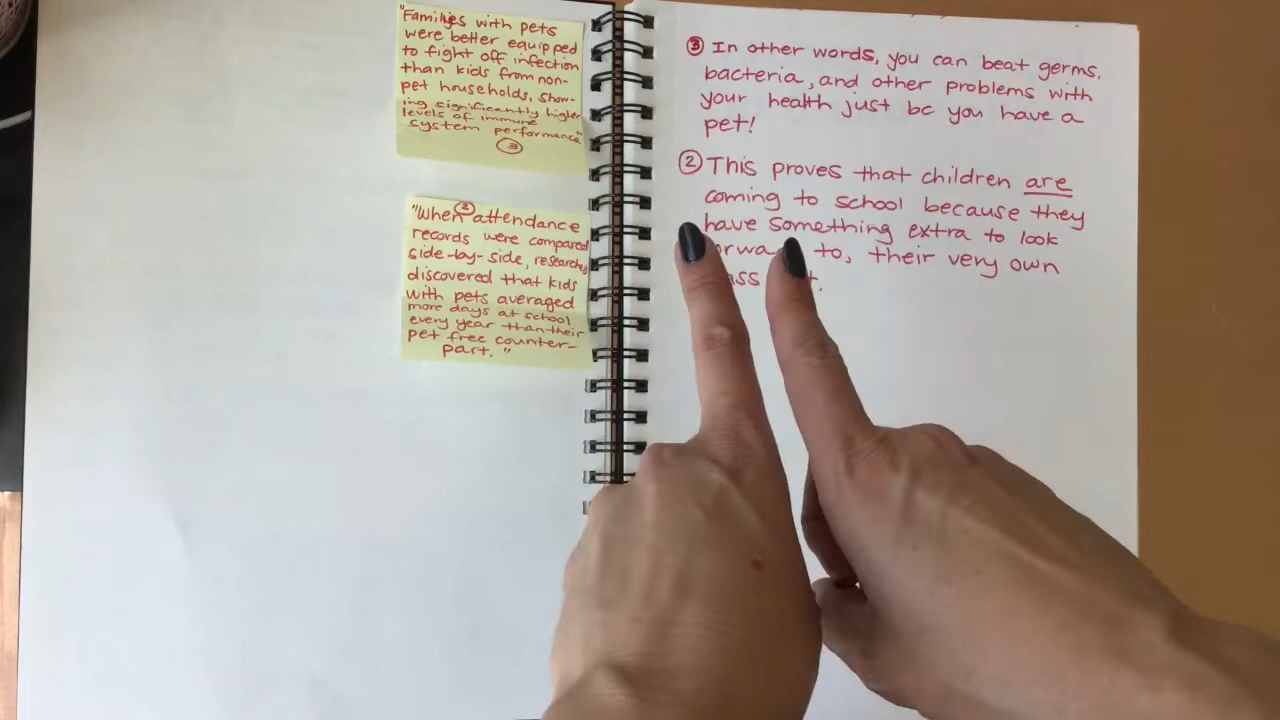 "Families with pets
were better equipped
to fight off infection
than kids from non-
pet households, show-
ing significantly higher
levels of immune
system performance"
3
2
"When attendance
records were compared
side-by-side, researchers
discovered that kids
with pets averaged
more days at school
every year than their
pet free counter-
part."
3 In other words, you can beat germs,
bacteria, and other problems with
your health just bc you have a
pet!
2 This proves that children are
coming to school because they
have something extra to look
to, their very own